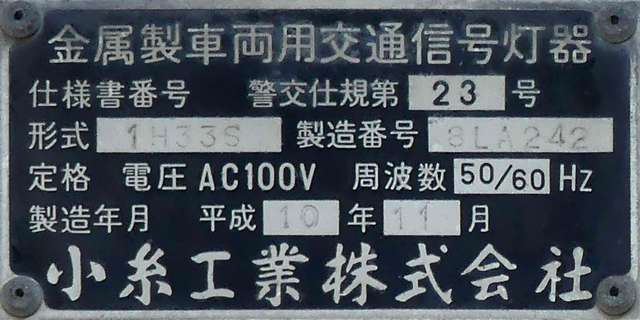 金属製車両用交通信号灯器
仕様書番号 警交仕規第 23 号
形式 1H33S 製造番号 8LA242
定格 電圧 AC100V 周波数 50/60 Hz
製造年月 平成 10 年 11 月
小糸工業株式会社